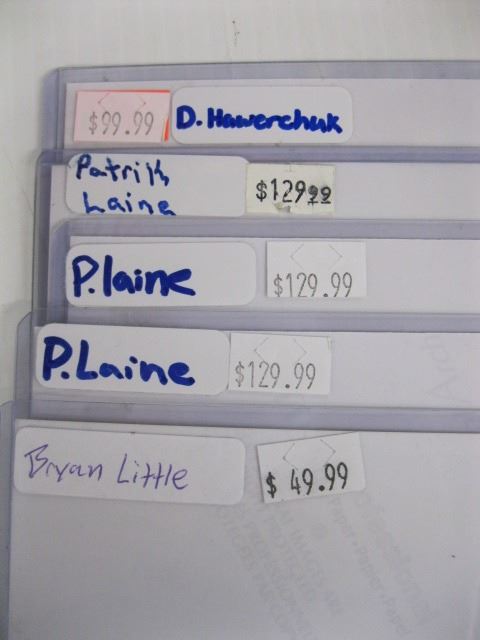 $99.99 D. Hawerchuk
Patrik
Laine $129.99
P.laine $129.99
P.Laine $129.99
Bryan Little $49.99